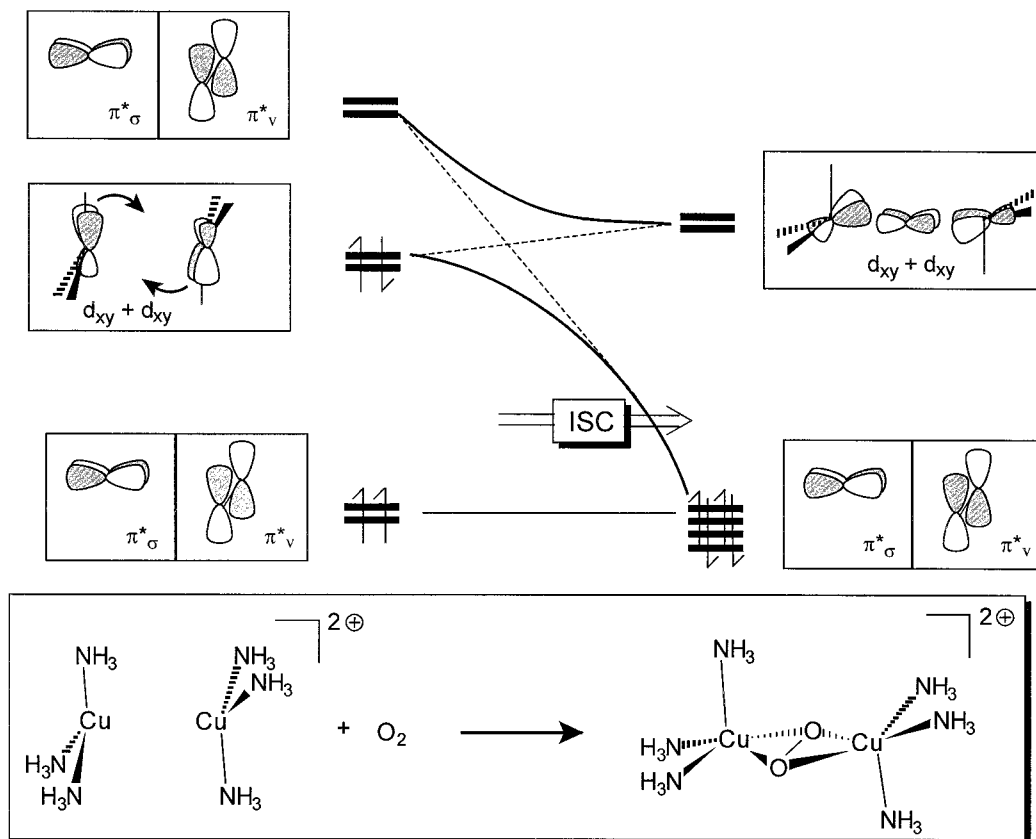 π*σ
π*v
dxy + dxy
dxy + dxy
ISC
π*σ
π*v
π*σ
π*v
2⊕
2⊕
NH3
NH3
NH3
NH3
NH3
Cu
Cu
+ O2
Cu
O
O
Cu
NH3
H3N
H3N
NH3
H3N
H3N
NH3